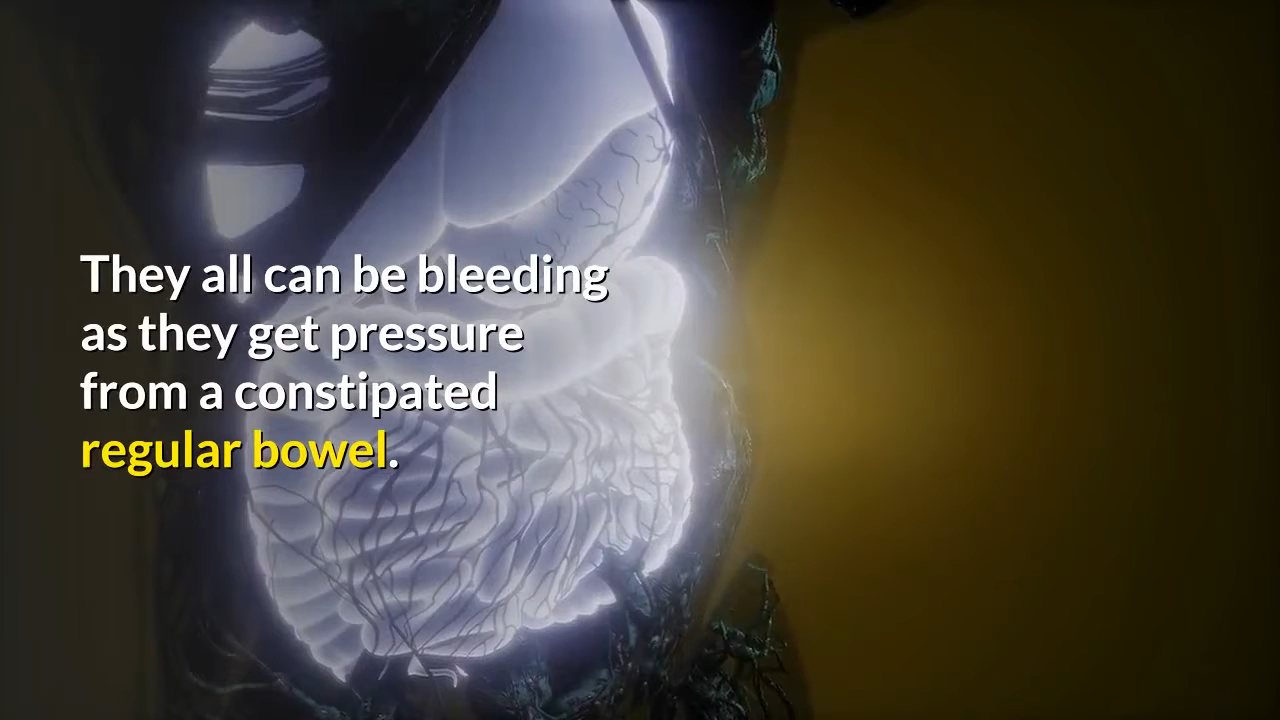 They all can be bleeding
as they get pressure
from a constipated
regular bowel.